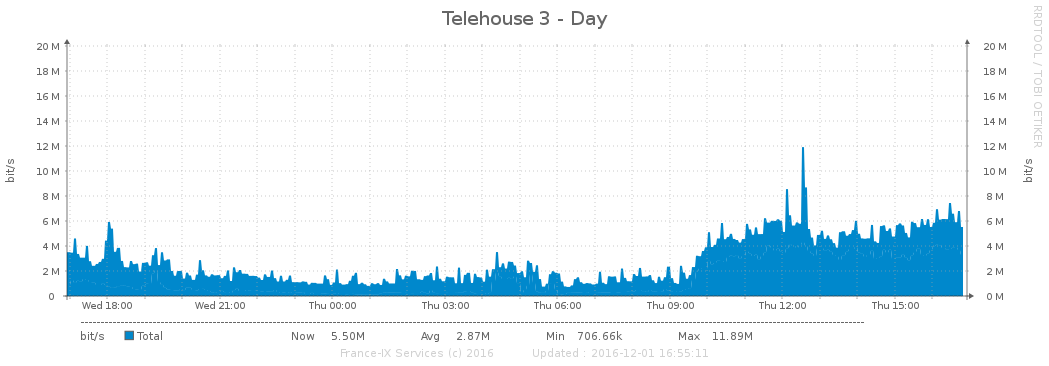 Telehouse 3 - Day
RRDTOOL / TOBI OETIKER
20 M 20 M
18 M 18 M
16 M 16 M
14 M 14 M
12 M 12 M
10 M 10 M
8 M 8 M
6 M 6 M
4 M 4 M
2 M 2 M
0 0 M
bit/s
bit/s
Wed 18:00 Wed 21:00 Thu 00:00 Thu 03:00 Thu 06:00 Thu 09:00 Thu 12:00 Thu 15:00
bit/s Total Now 5.50M Avg 2.87M Min 706.66k Max 11.89M
France-IX Services (c) 2016 Updated : 2016-12-01 16:55:11